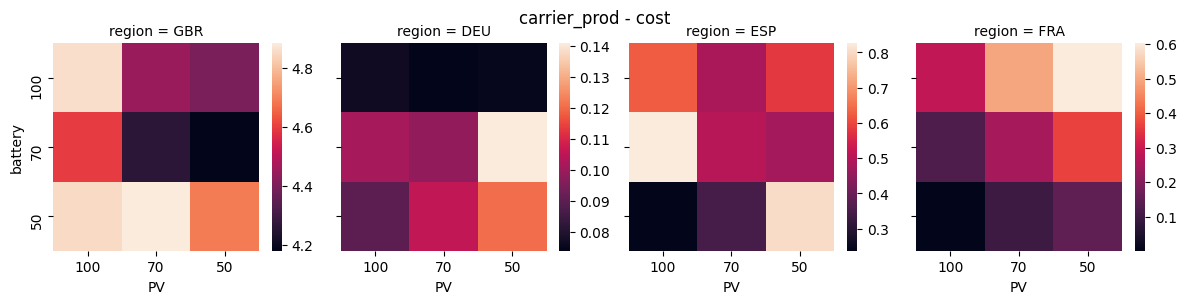 carrier_prod - cost
region = GBR
region = DEU
region = ESP
region = FRA
battery
100
70
50
100 70 50
PV
4.8
4.6
4.4
4.2
100 70 50
PV
0.14
0.13
0.12
0.11
0.10
0.09
0.08
100 70 50
PV
0.8
0.7
0.6
0.5
0.4
0.3
100 70 50
PV
0.6
0.5
0.4
0.3
0.2
0.1